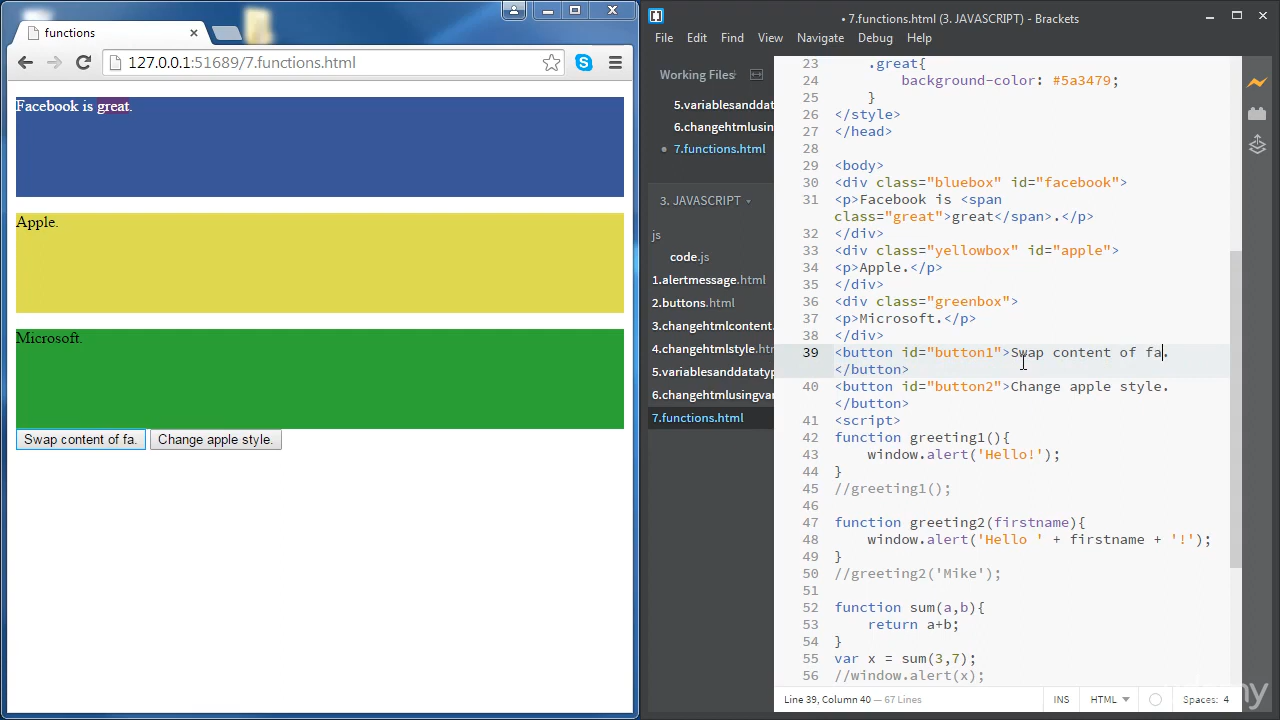 functions
127.0.0.1:51689/7.functions.html
Facebook is great.
Apple.
Microsoft.
Swap content of fa. Change apple style.
• 7.functions.html (3. JAVASCRIPT) - Brackets
File Edit Find View Navigate Debug Help
Working Files
5.variablesanddata
6.changehtmlusin
7.functions.html
3. JAVASCRIPT
js
code.js
1.alertmessage.html
2.buttons.html
3.changehtmlcontent.
4.changehtmlstyle.htm
5.variablesanddatatyp
6.changehtmlusingvar
7.functions.html
23 .great{
24 background-color: #5a3479;
25 }
26 </style>
27 </head>
28
29 <body>
30 <div class="bluebox" id="facebook">
31 <p>Facebook is <span
class="great">great</span>.</p>
32 </div>
33 <div class="yellowbox" id="apple">
34 <p>Apple.</p>
35 </div>
36 <div class="greenbox">
37 <p>Microsoft.</p>
38 </div>
39 <button id="button1">Swap content of fa.
</button>
40 <button id="button2">Change apple style.
</button>
41 <script>
42 function greeting1(){
43 window.alert('Hello!');
44 }
45 //greeting1();
46
47 function greeting2(firstname){
48 window.alert('Hello ' + firstname + '!');
49 }
50 //greeting2('Mike');
51
52 function sum(a,b){
53 return a+b;
54 }
55 var x = sum(3,7);
56 //window.alert(x);
Line 39, Column 40 — 67 Lines
INS HTML Spaces: 4